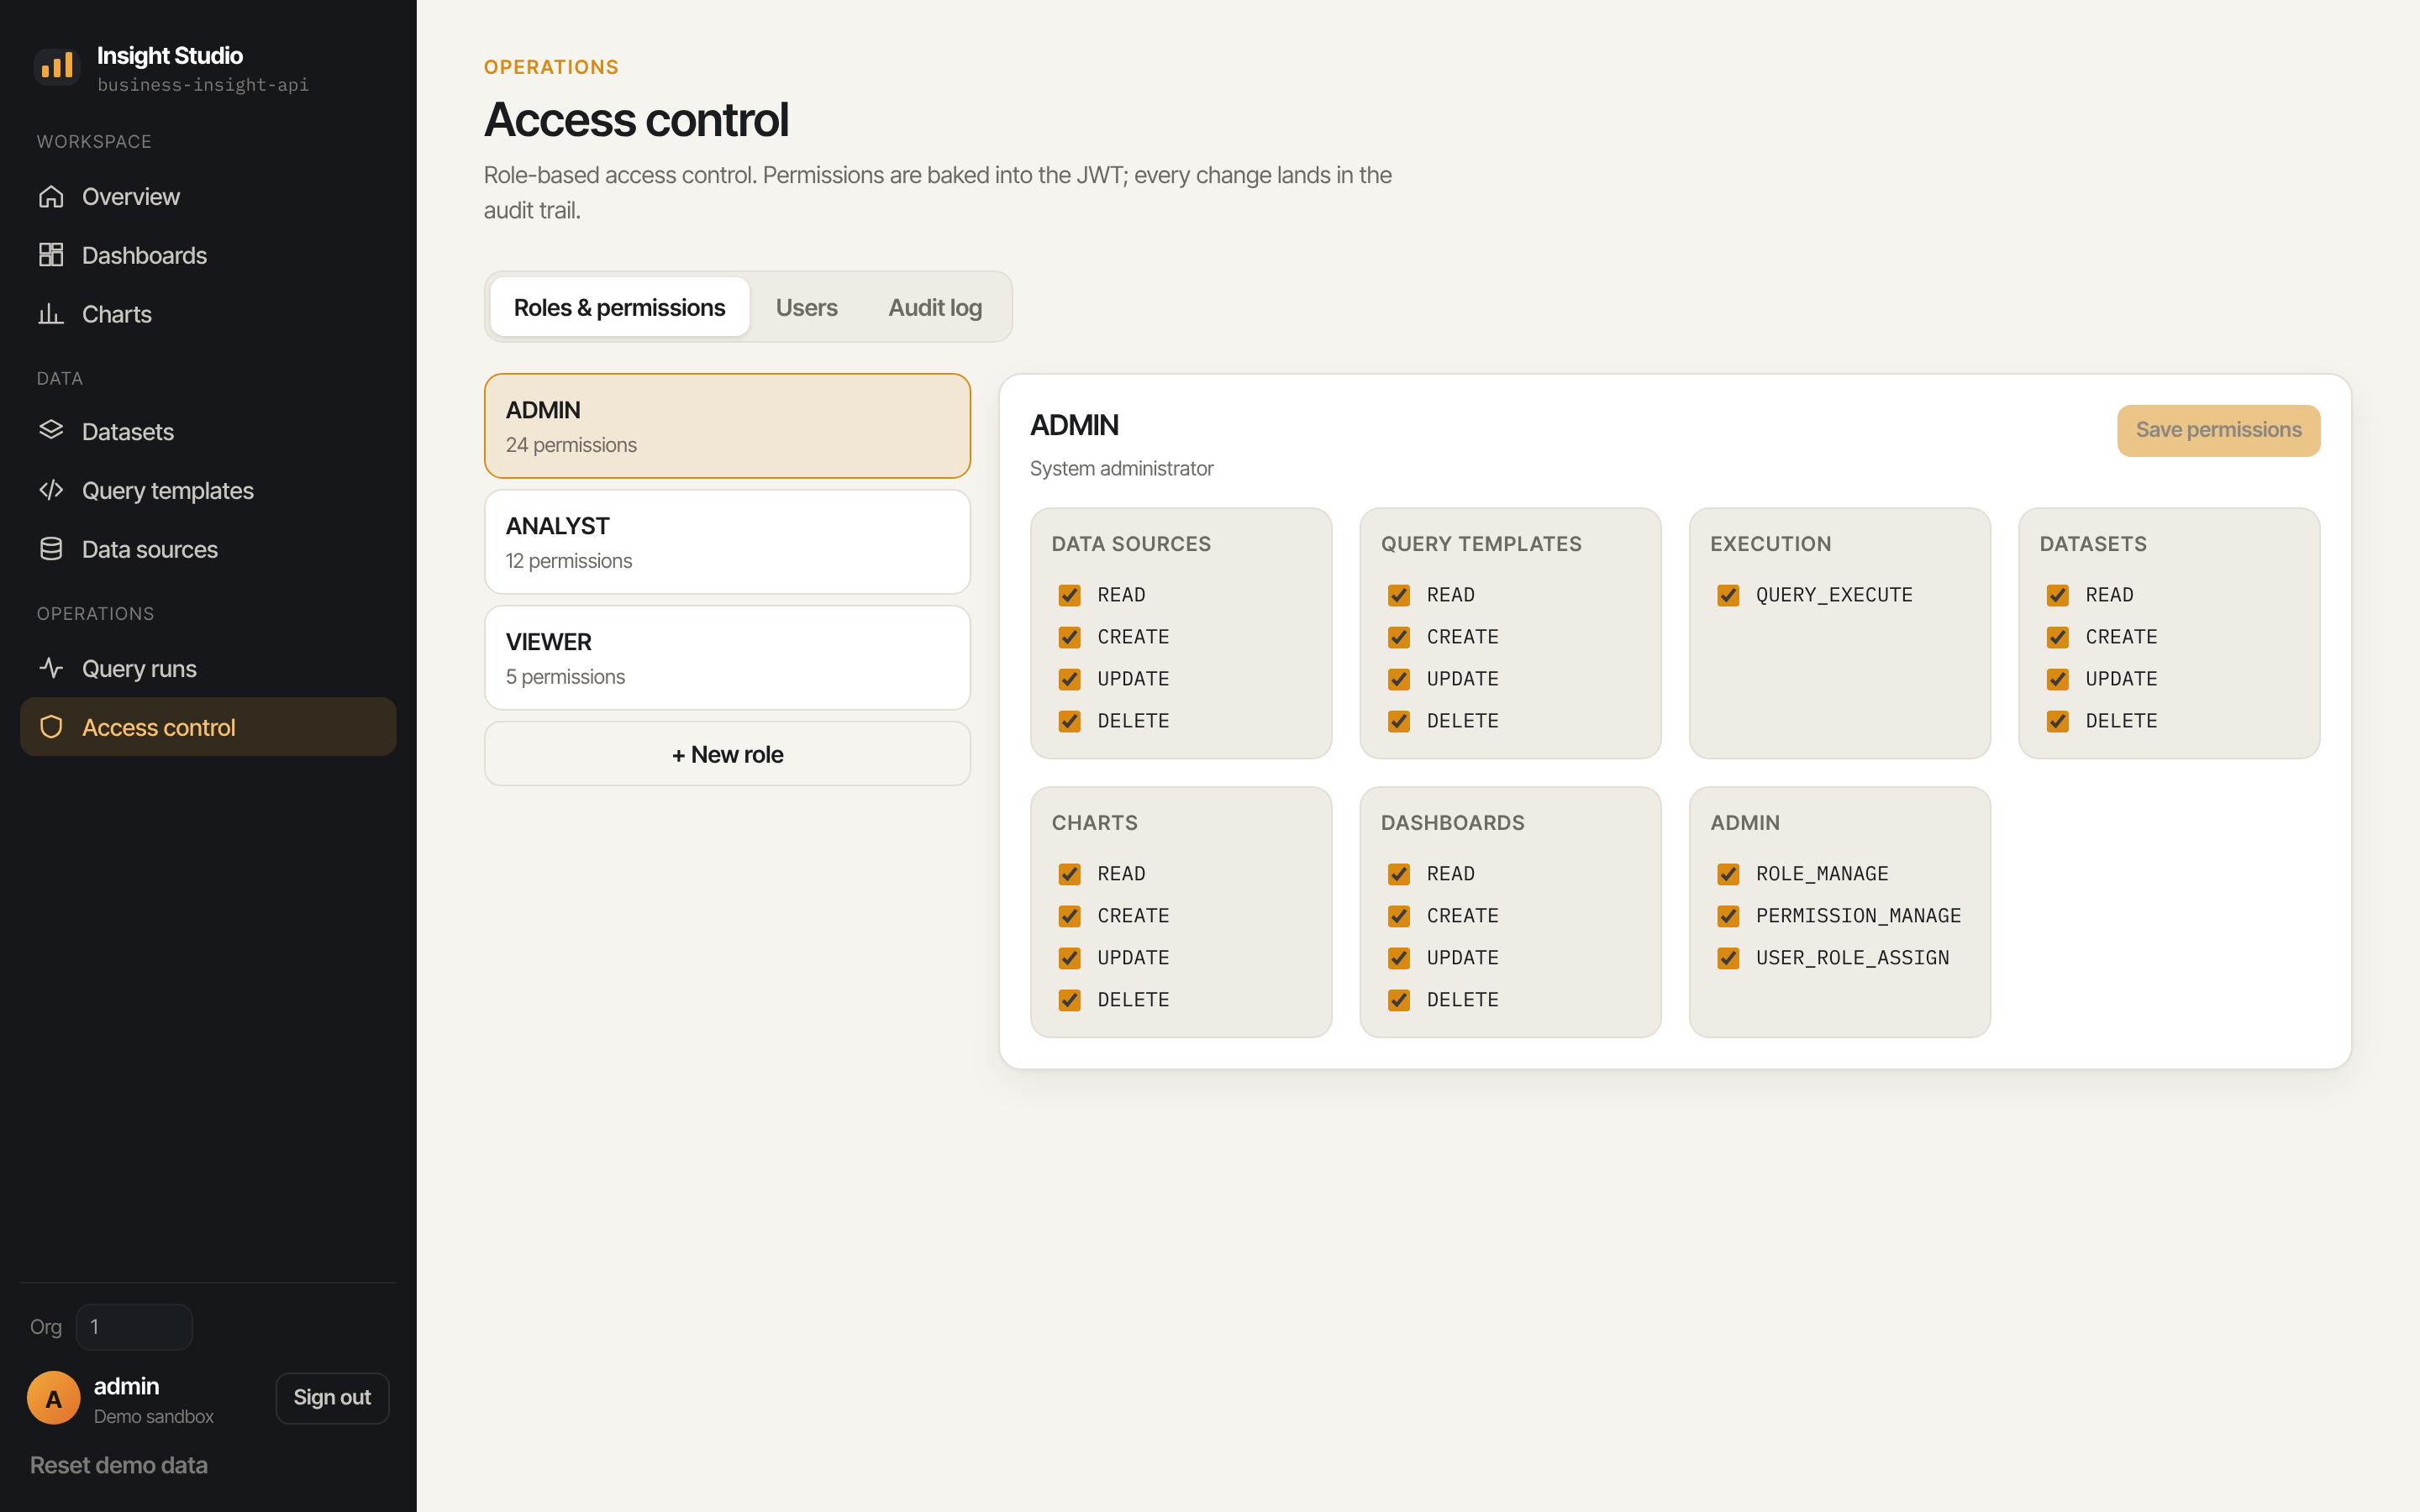 Insight Studio
business-insight-api
WORKSPACE
Overview
Dashboards
Charts
DATA
Datasets
Query templates
Data sources
OPERATIONS
Query runs
Access control
Org 1
A
admin
Demo sandbox
Sign out
Reset demo data
OPERATIONS
Access control
Role-based access control. Permissions are baked into the JWT; every change lands in the
audit trail.
Roles & permissions
Users
Audit log
ADMIN
24 permissions
ANALYST
12 permissions
VIEWER
5 permissions
+ New role
ADMIN
System administrator
Save permissions
DATA SOURCES
READ
CREATE
UPDATE
DELETE
QUERY TEMPLATES
READ
CREATE
UPDATE
DELETE
EXECUTION
QUERY_EXECUTE
DATASETS
READ
CREATE
UPDATE
DELETE
CHARTS
READ
CREATE
UPDATE
DELETE
DASHBOARDS
READ
CREATE
UPDATE
DELETE
ADMIN
ROLE_MANAGE
PERMISSION_MANAGE
USER_ROLE_ASSIGN